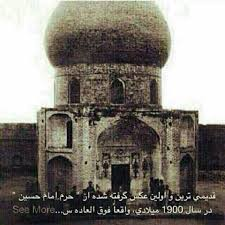 قدیمی ترین و اولین عکس گرفته شده از " حرم امام حسین "
در سال 1900 میلادی، واقعاً فوق العاده س...See More